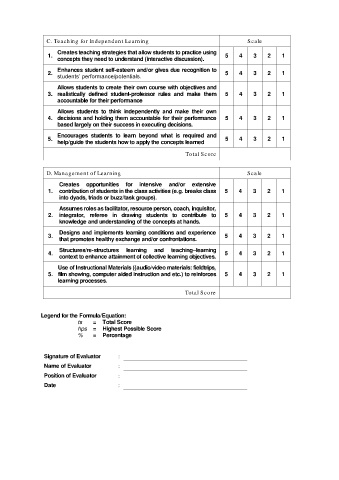 C. Teaching for Independent Learning Scale
1. Creates teaching strategies that allow students to practice using 5 4 3 2 1
concepts they need to understand (interactive discussion).
2. Enhances student self-esteem and/or gives due recognition to 5 4 3 2 1
students' performance/potentials.
Allows students to create their own course with objectives and
3. realistically defined student-professor rules and make them 5 4 3 2 1
accountable for their performance
Allows students to think independently and make their own
4. decisions and holding them accountable for their performance 5 4 3 2 1
based largely on their success in executing decisions.
5. Encourages students to learn beyond what is required and 5 4 3 2 1
help/guide the students how to apply the concepts learned
Total Score
D. Management of Learning Scale
Creates opportunities for intensive and/or extensive
1. contribution of students in the class activities (e.g. breaks class 5 4 3 2 1
into dyads, triads or buzz/task groups).
Assumes roles as facilitator, resource person, coach, inquisitor,
2. integrator, referee in drawing students to contribute to 5 4 3 2 1
knowledge and understanding of the concepts at hands.
3. Designs and implements learning conditions and experience 5 4 3 2 1
that promotes healthy exchange and/or confrontations.
4. Structures/re-structures learning and teaching-learning 5 4 3 2 1
context to enhance attainment of collective learning objectives.
Use of Instructional Materials (audio/video materials: fieldtrips,
5. film showing, computer aided instruction and etc.) to reinforces 5 4 3 2 1
learning processes.
Total Score
Legend for the Formula/Equation:
ts = Total Score
hps = Highest Possible Score
% = Percentage
Signature of Evaluator :
Name of Evaluator :
Position of Evaluator :
Date :